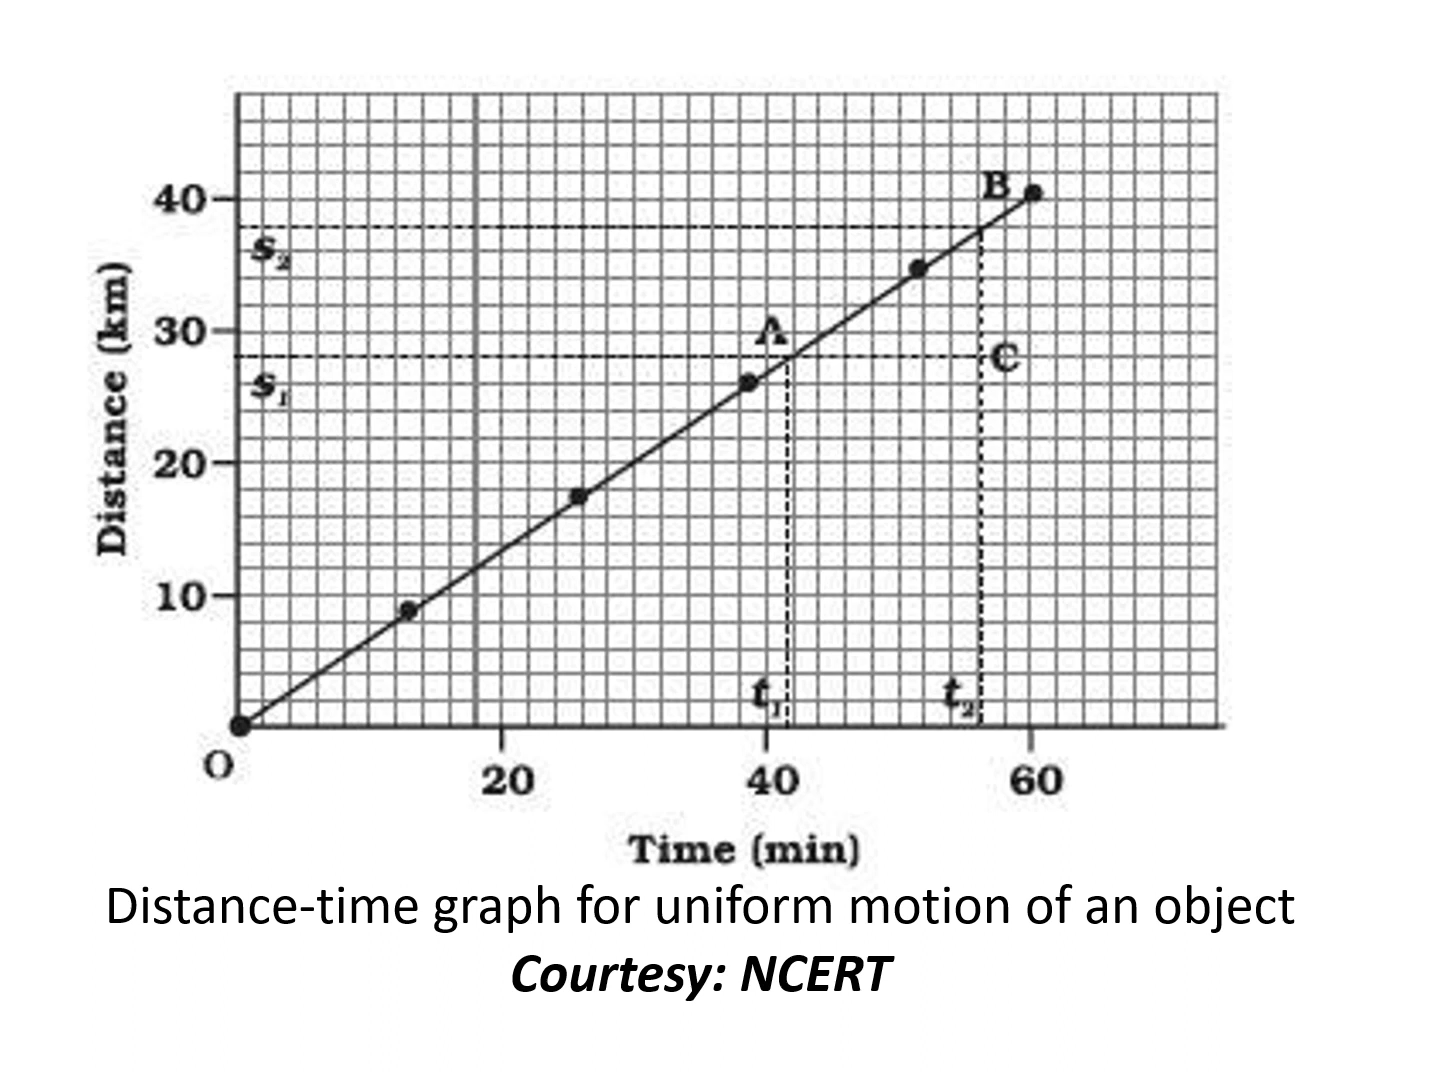 40
30
20
10
Distance (km)
s₂
s₁
A
B
C
t₁
t₂
O
20
40
60
Time (min)
Distance-time graph for uniform motion of an object
Courtesy: NCERT